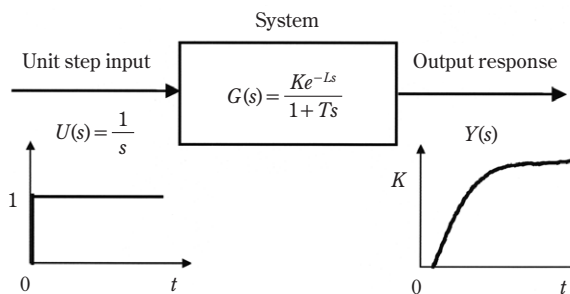 System
Unit step input
Output response
G(s) = Ke^{-Ls} / 1 + Ts
U(s) = 1 / s
Y(s)
1
K
0 t
0 t